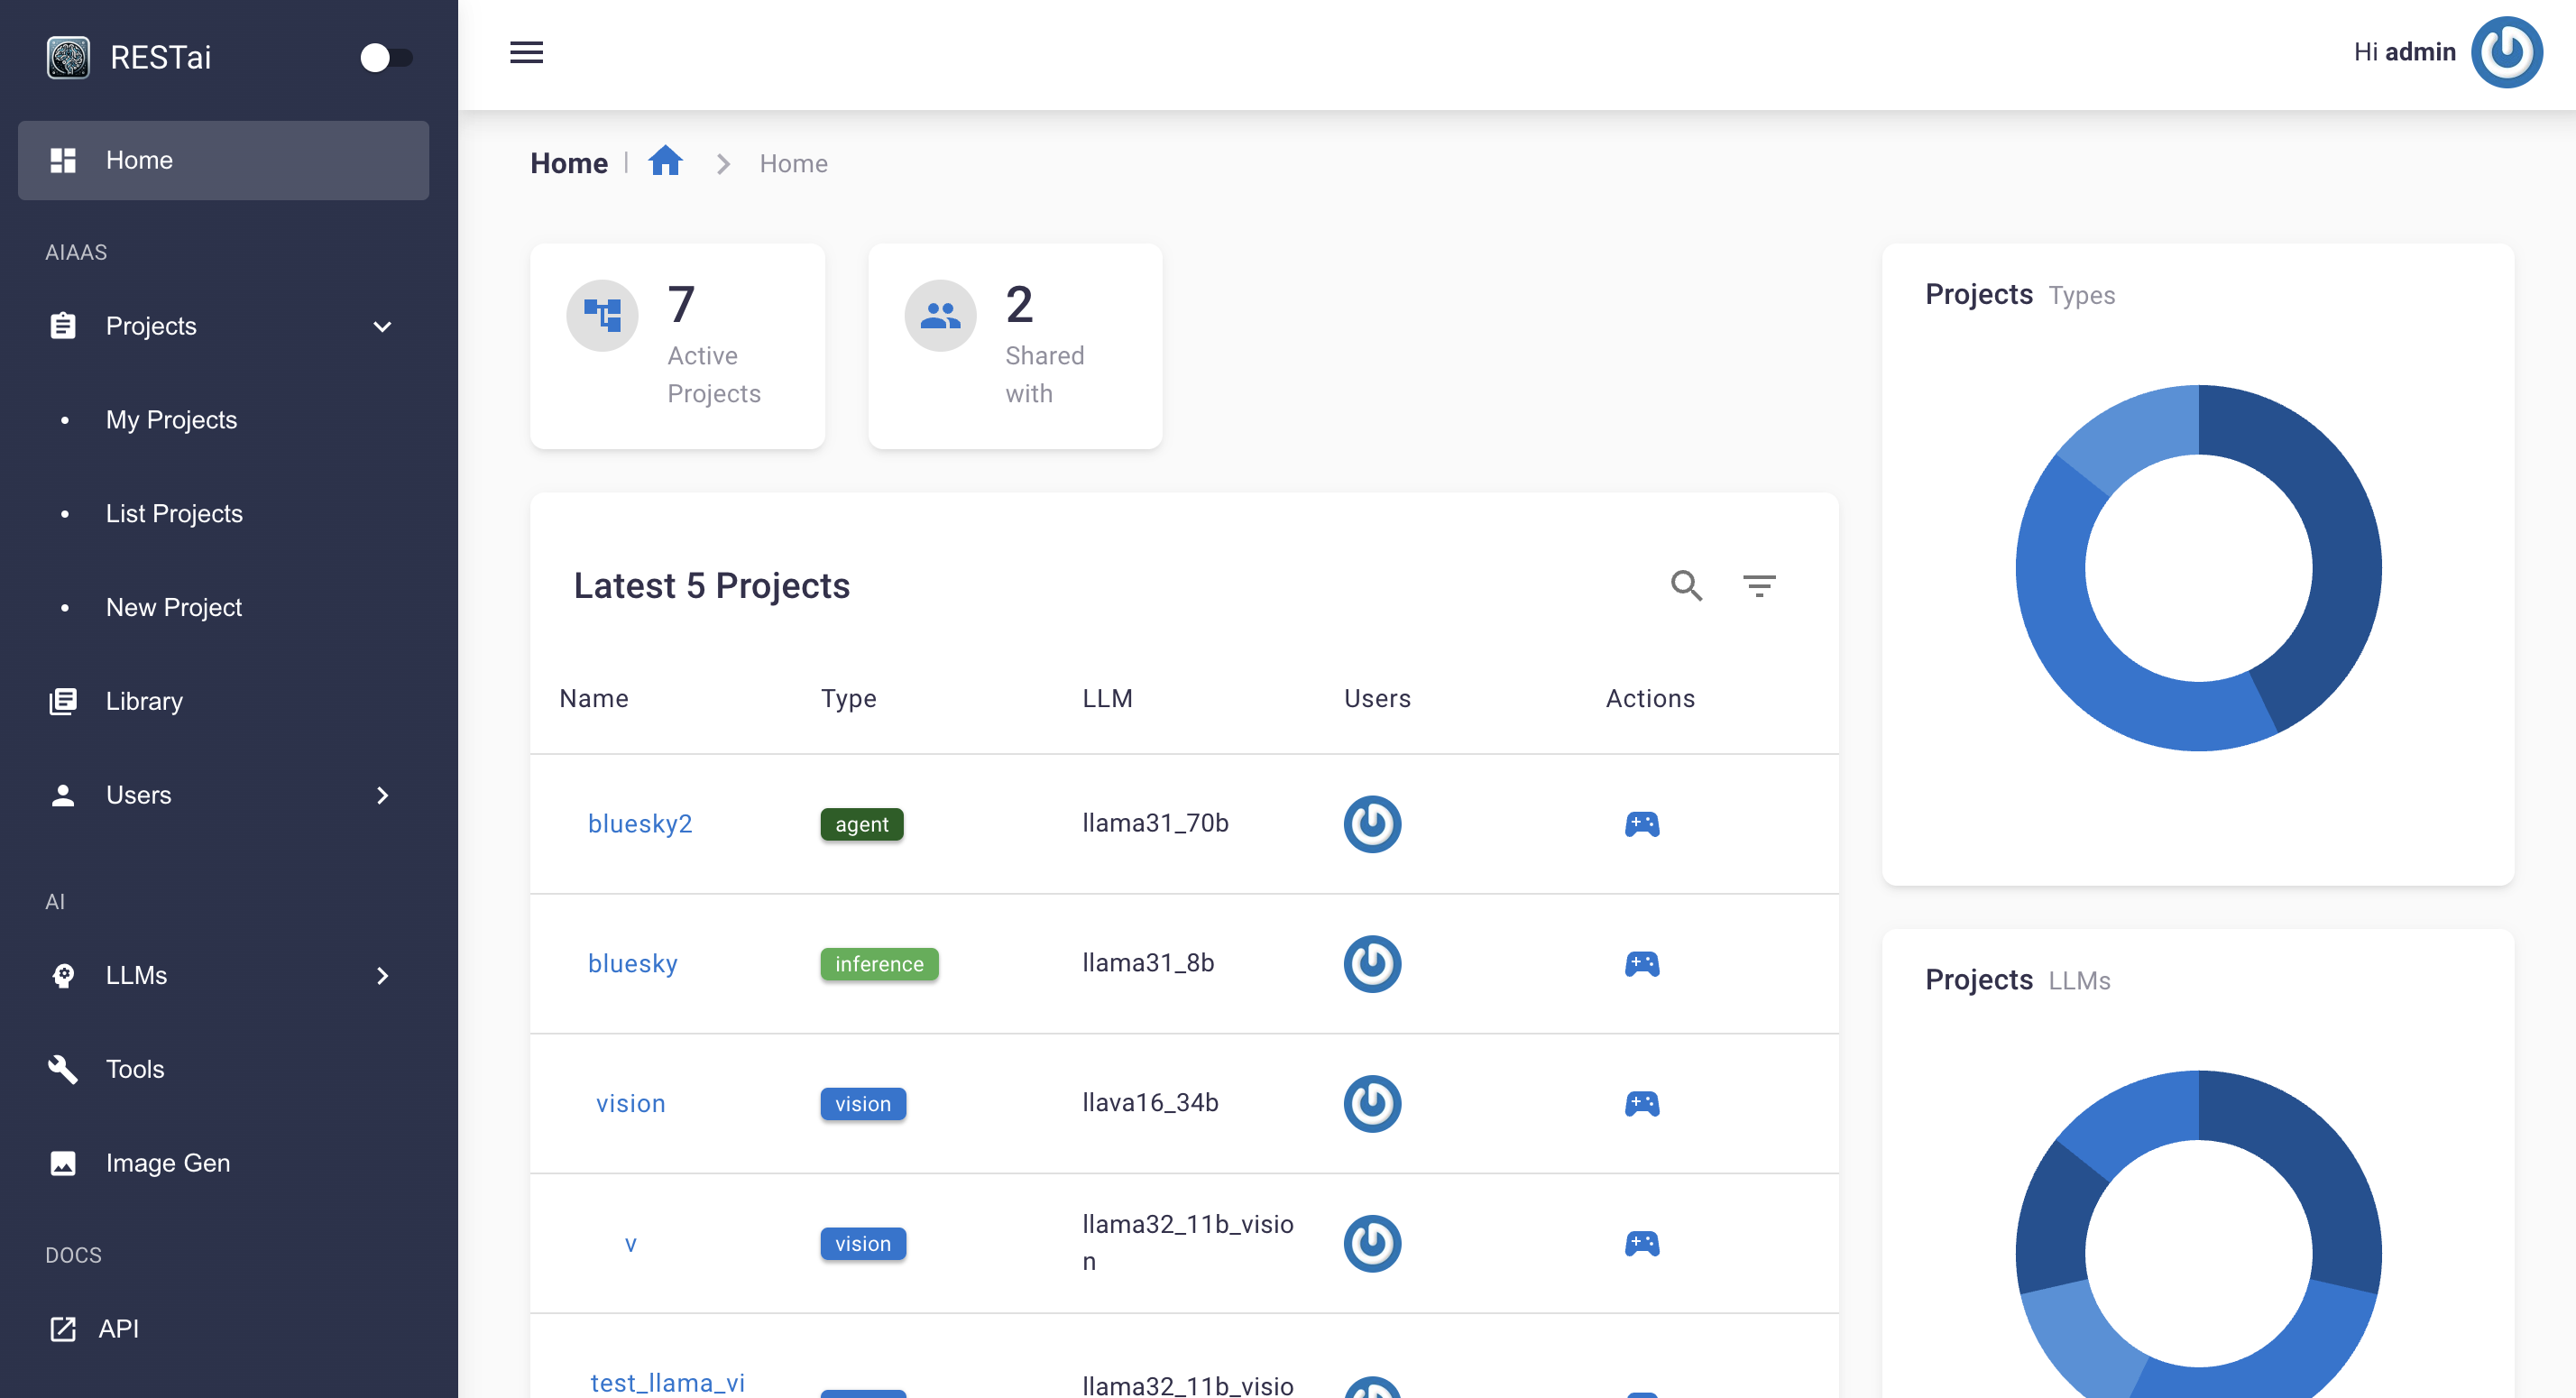 RESTai
Home
AIAAS
Projects
My Projects
List Projects
New Project
Library
Users
AI
LLMs
Tools
Image Gen
DOCS
API
Hi admin
Home
Home
7
Active
Projects
2
Shared
with
Latest 5 Projects
Name Type LLM Users Actions
bluesky2 agent llama31_70b
bluesky inference llama31_8b
vision vision llava16_34b
v vision llama32_11b_visio
n
test_llama_vi llama32_11b_visio
Projects Types
Projects LLMs